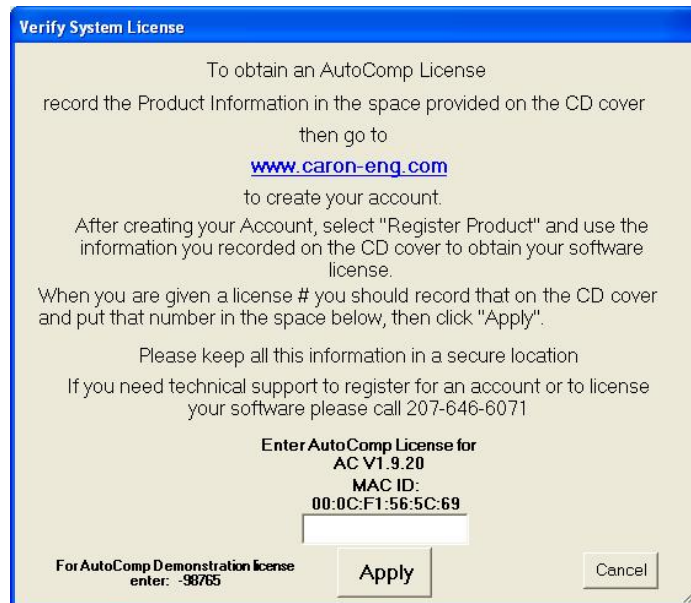 Verify System License
To obtain an AutoComp License
record the Product Information in the space provided on the CD cover
then go to
www.caron-eng.com
to create your account.
After creating your Account, select "Register Product" and use the
information you recorded on the CD cover to obtain your software
license.
When you are given a license # you should record that on the CD cover
and put that number in the space below, then click "Apply".
Please keep all this information in a secure location
If you need technical support to register for an account or to license
your software please call 207-646-6071
Enter AutoComp License for
AC V1.9.20
MAC ID:
00:0C:F1:56:5C:69
For AutoComp Demonstration license
enter: -98765
Apply
Cancel